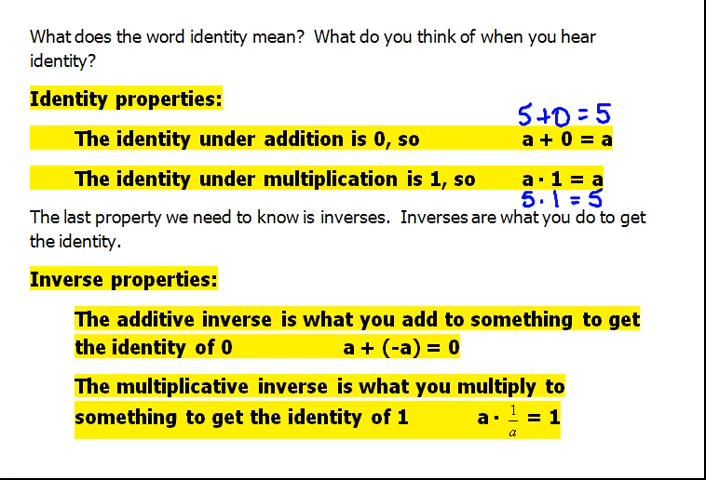 What does the word identity mean?  What do you think of when you hear
identity?
Identity properties:
5+0=5
The identity under addition is 0, so a + 0 = a
The identity under multiplication is 1, so a · 1 = a
5·1=5
The last property we need to know is inverses.  Inverses are what you do to get
the identity.
Inverse properties:
The additive inverse is what you add to something to get
the identity of 0 a + (-a) = 0
The multiplicative inverse is what you multiply to
something to get the identity of 1 a · 1/a = 1